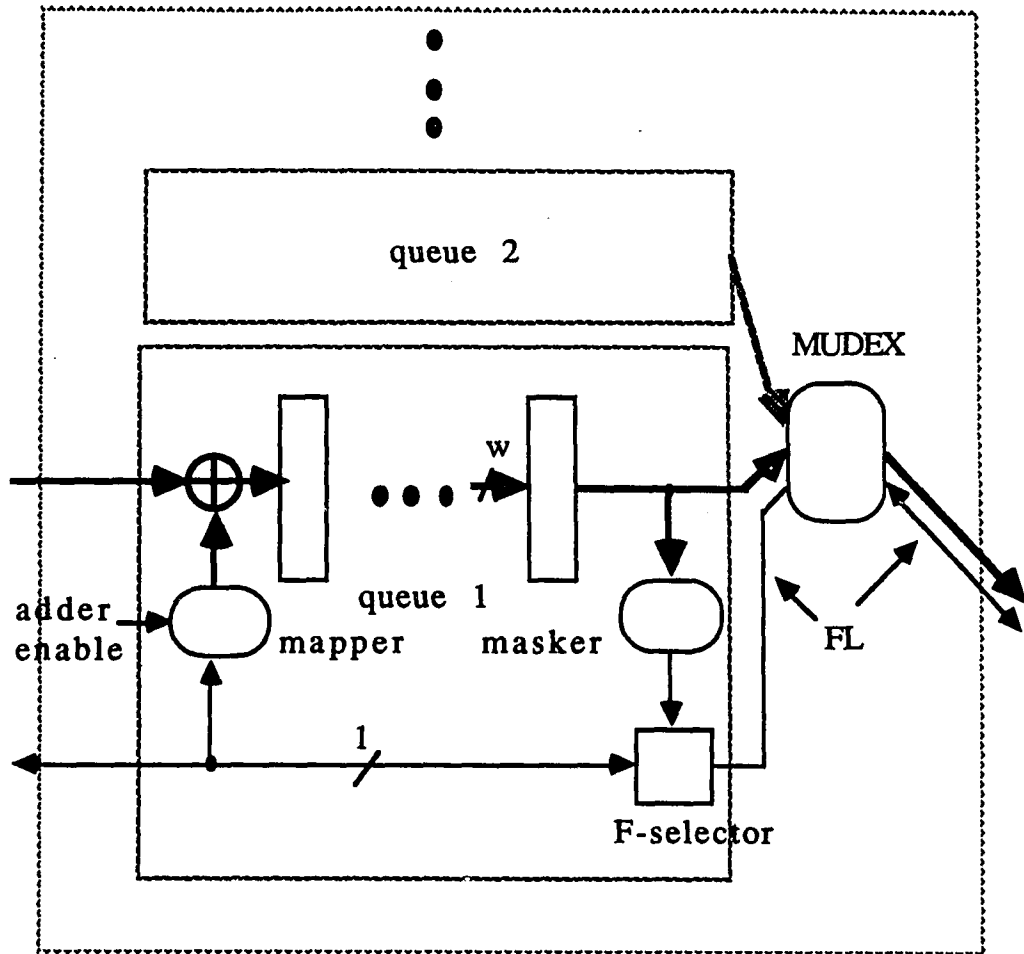 queue 2
MUDEX
w
queue 1
adder
enable
mapper
masker
FL
1
F-selector